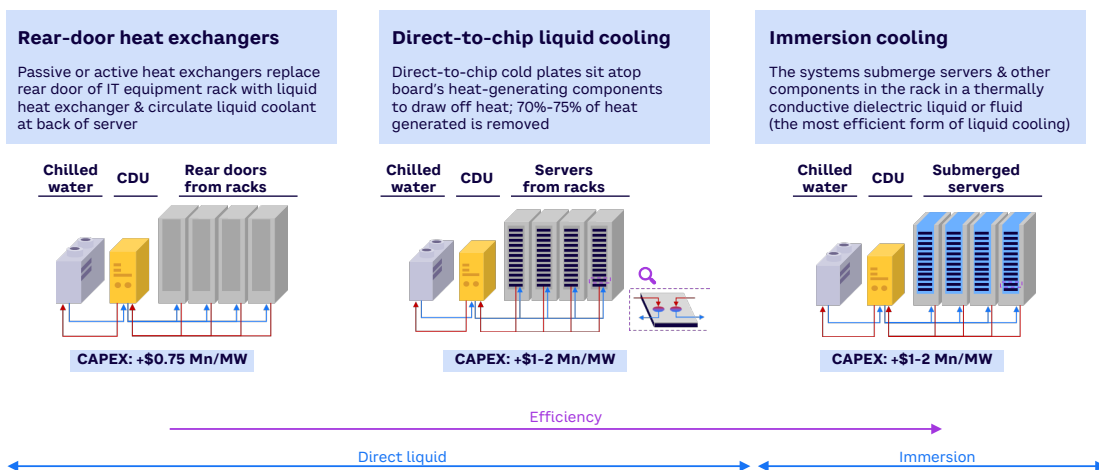 Rear-door heat exchangers
Passive or active heat exchangers replace
rear door of IT equipment rack with liquid
heat exchanger & circulate liquid coolant
at back of server
Direct-to-chip liquid cooling
Direct-to-chip cold plates sit atop
board's heat-generating components
to draw off heat; 70%-75% of heat
generated is removed
Immersion cooling
The systems submerge servers & other
components in the rack in a thermally
conductive dielectric liquid or fluid
(the most efficient form of liquid cooling)
Chilled
water
CDU
Rear doors
from racks
Chilled
water
CDU
Servers
from racks
Chilled
water
CDU
Submerged
servers
CAPEX: +$0.75 Mn/MW
CAPEX: +$1-2 Mn/MW
CAPEX: +$1-2 Mn/MW
Efficiency
Direct liquid
Immersion